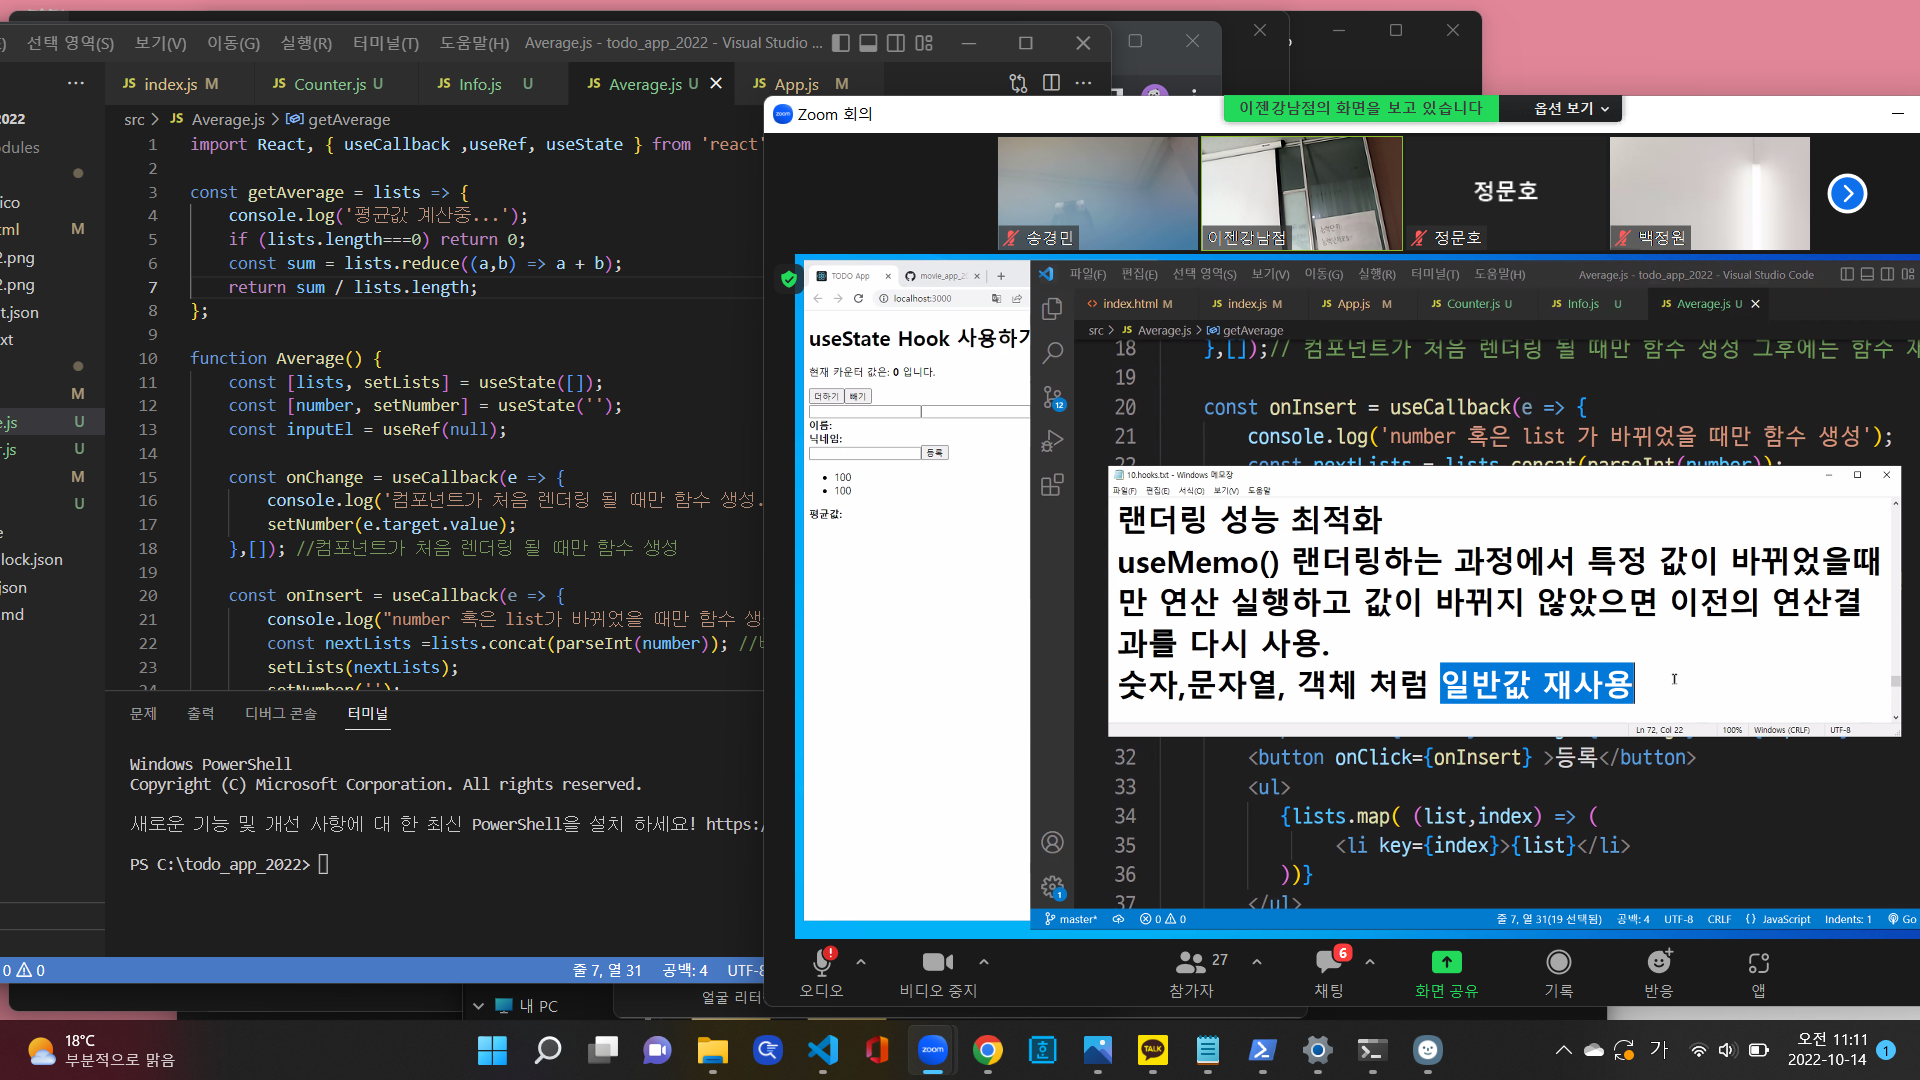 선택 영역(S) 보기(V) 이동(G) 실행(R) 터미널(T) 도움말(H) Average.js - todo_app_2022 - Visual Studio ...
JS index.js M JS Counter.js U JS Info.js U JS Average.js U JS App.js M
src > JS Average.js > getAverage
1 import React, { useCallback ,useRef, useState } from 'react'
2
3 const getAverage = lists => {
4 console.log('평균값 계산중...');
5 if (lists.length===0) return 0;
6 const sum = lists.reduce((a,b) => a + b);
7 return sum / lists.length;
8 };
9
10 function Average() {
11 const [lists, setLists] = useState([]);
12 const [number, setNumber] = useState('');
13 const inputEl = useRef(null);
14
15 const onChange = useCallback(e => {
16 console.log('컴포넌트가 처음 렌더링 될 때만 함수 생성.
17 setNumber(e.target.value);
18 },[]); //컴포넌트가 처음 렌더링 될 때만 함수 생성
19
20 const onInsert = useCallback(e => {
21 console.log("number 혹은 list가 바뀌었을 때만 함수 생
22 const nextLists =lists.concat(parseInt(number)); //
23 setLists(nextLists);
24 setNumber('');
2022
dules
ico
tml M
2.png
2.png
t.json
xt
M
e.js U
r.js U
M
U
e
lock.json
json
md
문제 출력 디버그 콘솔 터미널
Windows PowerShell
Copyright (C) Microsoft Corporation. All rights reserved.
새로운 기능 및 개선 사항에 대 한 최신 PowerShell을 설치 하세요! https:/
PS C:\todo_app_2022>
0 0 줄 7, 열 31 공백: 4 UTF-8
얼굴 리터
내 PC
zoom Zoom 회의
이젠강남점의 화면을 보고 있습니다 옵션 보기
송경민 이젠강남점 정문호 정문호 백정원
TODO App movie_app_20
localhost:3000
useState Hook 사용하기
현재 카운터 값은: 0 입니다.
더하기 빼기
이름:
닉네임:
등록
100
100
평균값:
파일(F) 편집(E) 선택 영역(S) 보기(V) 이동(G) 실행(R) 터미널(T) 도움말(H) Average.js - todo_app_2022 - Visual Studio Code
index.html M JS index.js M JS App.js M JS Counter.js U JS Info.js U JS Average.js U
src > JS Average.js > getAverage
18 },[]);// 컴포넌트가 처음 렌더링 될 때만 함수 생성 그후에는 함수 재
19
20 const onInsert = useCallback(e => {
21 console.log('number 혹은 list 가 바뀌었을 때만 함수 생성');
22 const nextLists = lists.concat(parseInt(number));
10.hooks.txt - Windows 메모장
파일(F) 편집(E) 서식(O) 보기(V) 도움말
랜더링 성능 최적화
useMemo() 랜더링하는 과정에서 특정 값이 바뀌었을때
만 연산 실행하고 값이 바뀌지 않았으면 이전의 연산결
과를 다시 사용.
숫자,문자열, 객체 처럼 일반값 재사용
Ln 72, Col 22 100% Windows (CRLF) UTF-8
32 <button onClick={onInsert} >등록</button>
33 <ul>
34 {lists.map( (list,index) => (
35 <li key={index}>{list}</li>
36 ))}
37 </ul>
12
1
master* 0 0 줄 7, 열 31(19 선택됨) 공백: 4 UTF-8 CRLF {} JavaScript Indents: 1 Go
오디오 비디오 중지 참가자 27 채팅 6 화면 공유 기록 반응 앱
18°C
부분적으로 맑음
zoom TALK
가
오전 11:11
2022-10-14
1